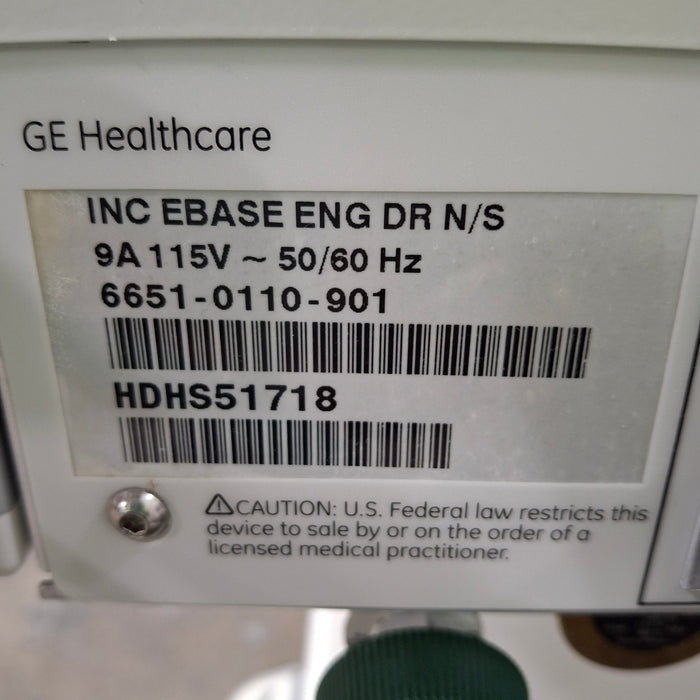 GE Healthcare
INC EBASE ENG DR N/S
9A 115V ~ 50/60 Hz
6651-0110-901
HDHS51718
⚠CAUTION: U.S. Federal law restricts this
device to sale by or on the order of a
licensed medical practitioner.